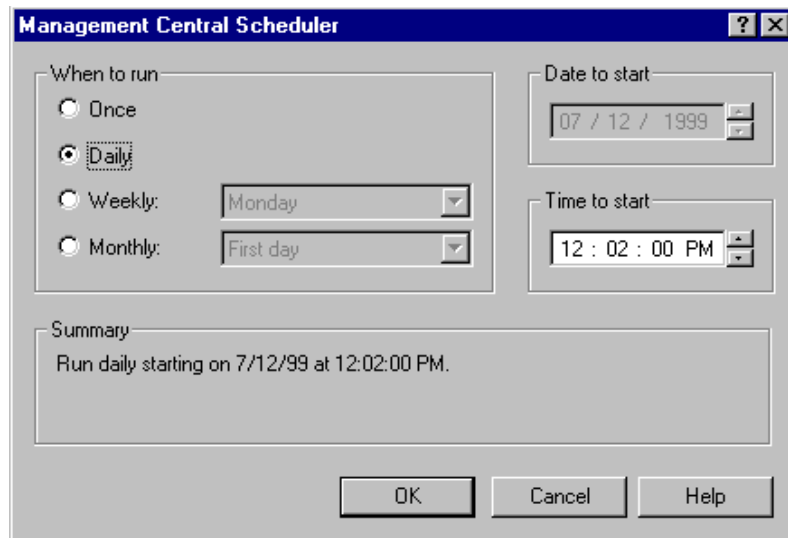 Management Central Scheduler
When to run
Once
Daily
Weekly: Monday
Monthly: First day
Date to start
07 / 12 / 1999
Time to start
12 : 02 : 00 PM
Summary
Run daily starting on 7/12/99 at 12:02:00 PM.
OK Cancel Help